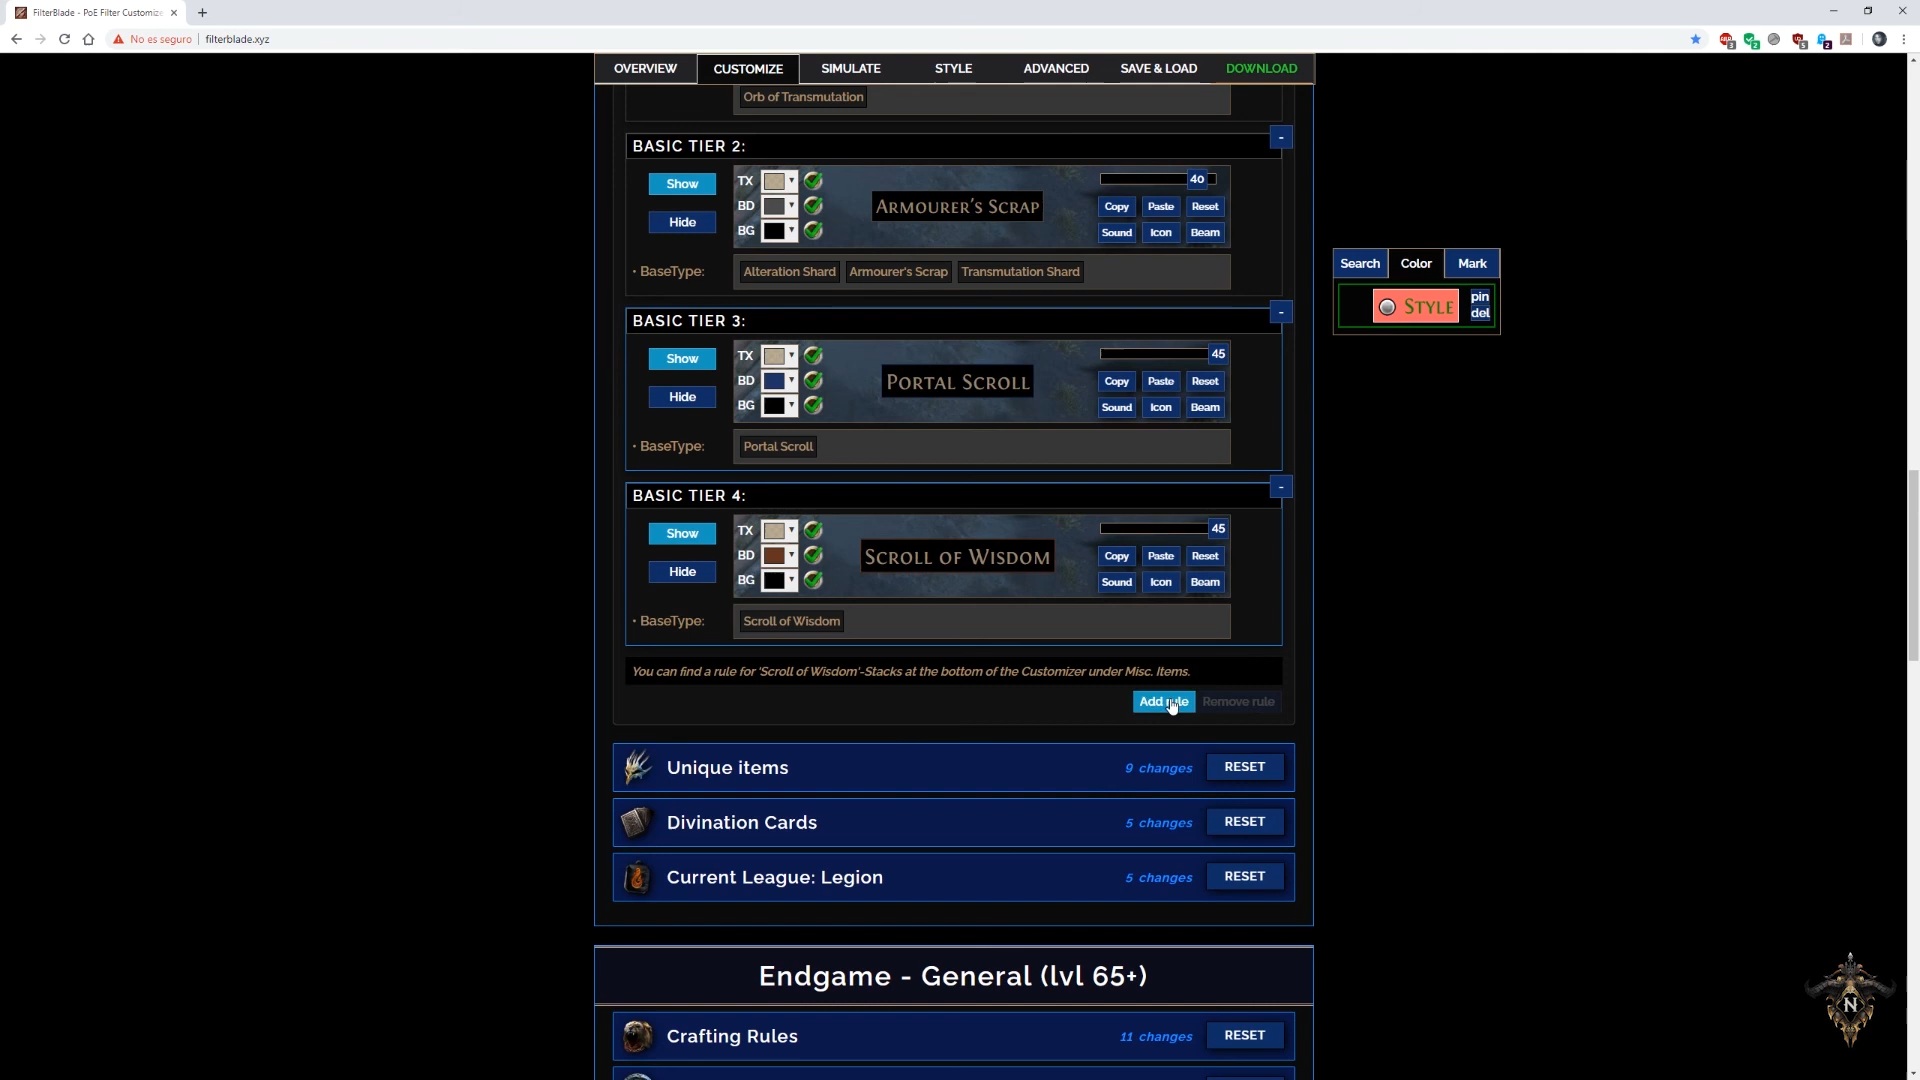 FilterBlade - PoE Filter Customize
No es seguro | filterblade.xyz
OVERVIEW CUSTOMIZE SIMULATE STYLE ADVANCED SAVE & LOAD DOWNLOAD
Orb of Transmutation
BASIC TIER 2:
-
Show
Hide
TX
BD
BG
ARMOURER'S SCRAP
40
Copy Paste Reset
Sound Icon Beam
• BaseType: Alteration Shard Armourer's Scrap Transmutation Shard
Search Color Mark
STYLE
pin
del
BASIC TIER 3:
-
Show
Hide
TX
BD
BG
PORTAL SCROLL
45
Copy Paste Reset
Sound Icon Beam
• BaseType: Portal Scroll
BASIC TIER 4:
-
Show
Hide
TX
BD
BG
SCROLL OF WISDOM
45
Copy Paste Reset
Sound Icon Beam
• BaseType: Scroll of Wisdom
You can find a rule for 'Scroll of Wisdom'-Stacks at the bottom of the Customizer under Misc. Items.
Add rule Remove rule
Unique items 9 changes RESET
Divination Cards 5 changes RESET
Current League: Legion 5 changes RESET
Endgame - General (lvl 65+)
Crafting Rules 11 changes RESET
N